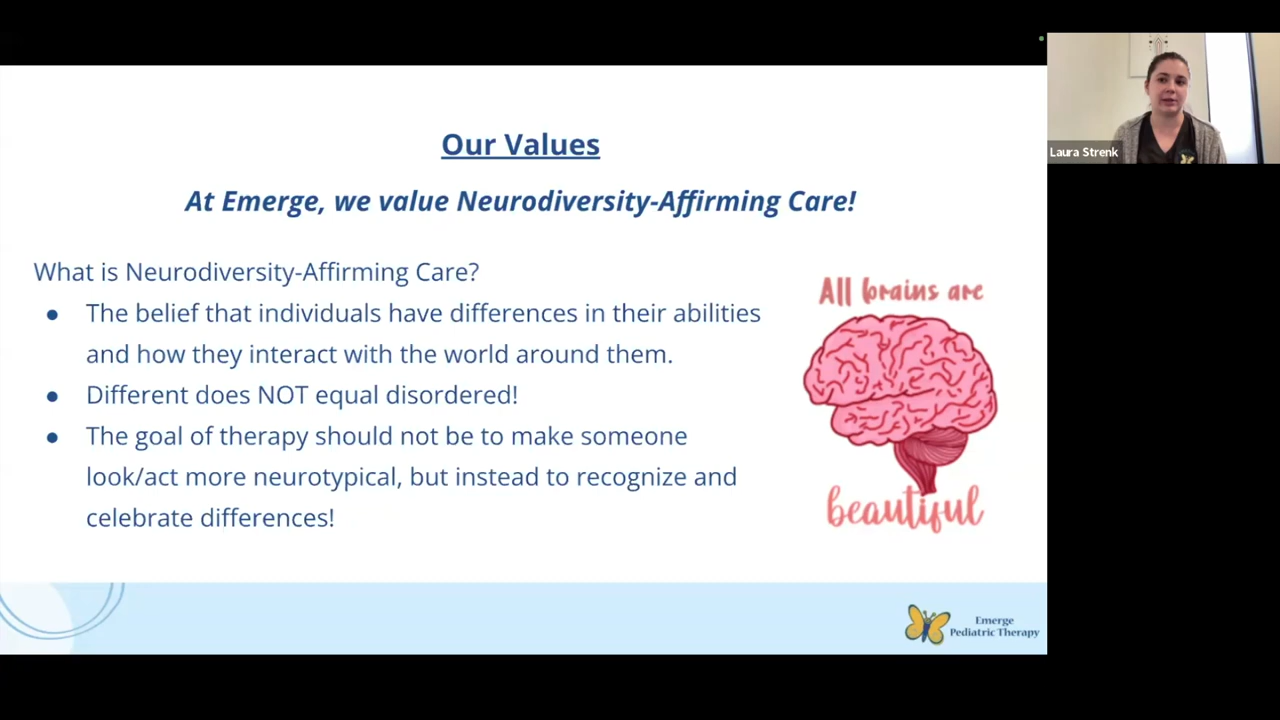 Our Values
At Emerge, we value Neurodiversity-Affirming Care!
What is Neurodiversity-Affirming Care?
● The belief that individuals have differences in their abilities
and how they interact with the world around them.
● Different does NOT equal disordered!
● The goal of therapy should not be to make someone
look/act more neurotypical, but instead to recognize and
celebrate differences!
All brains are
beautiful
Emerge
Pediatric Therapy
Laura Strenk